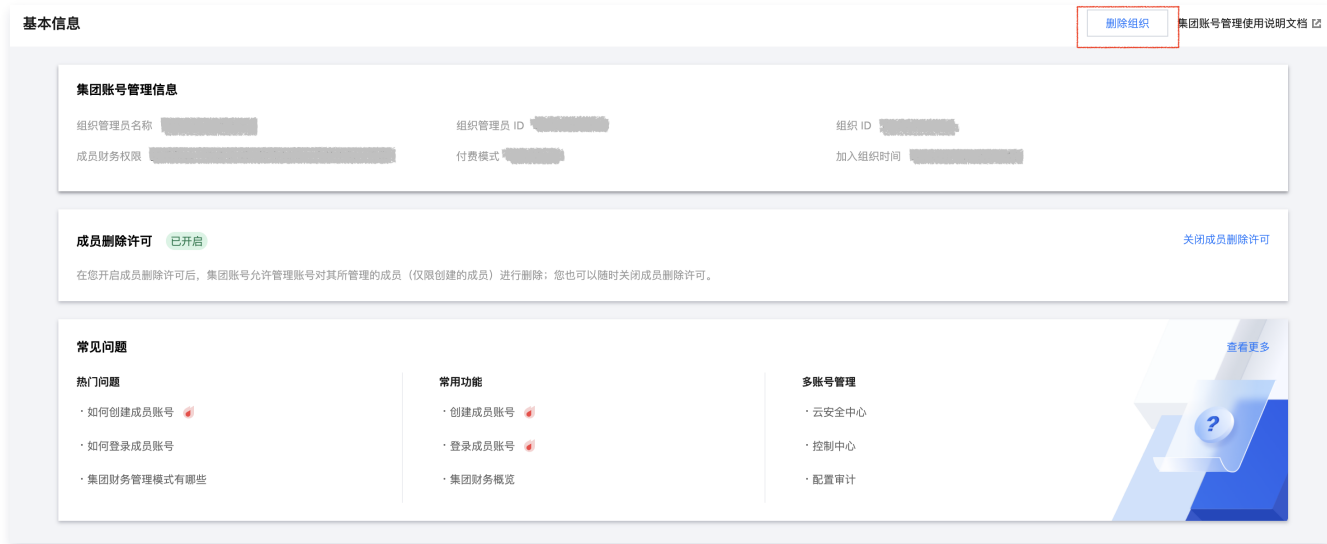 基本信息
删除组织 集团账号管理使用说明文档
集团账号管理信息
组织管理员名称 组织管理员 ID 组织 ID
成员财务权限 付费模式 加入组织时间
成员删除许可 已开启 关闭成员删除许可
在您开启成员删除许可后，集团账号允许管理账号对其所管理的成员（仅限创建的成员）进行删除；您也可以随时关闭成员删除许可。
常见问题 查看更多
热门问题
· 如何创建成员账号
· 如何登录成员账号
· 集团财务管理模式有哪些
常用功能
· 创建成员账号
· 登录成员账号
· 集团财务概览
多账号管理
· 云安全中心
· 控制中心
· 配置审计
?